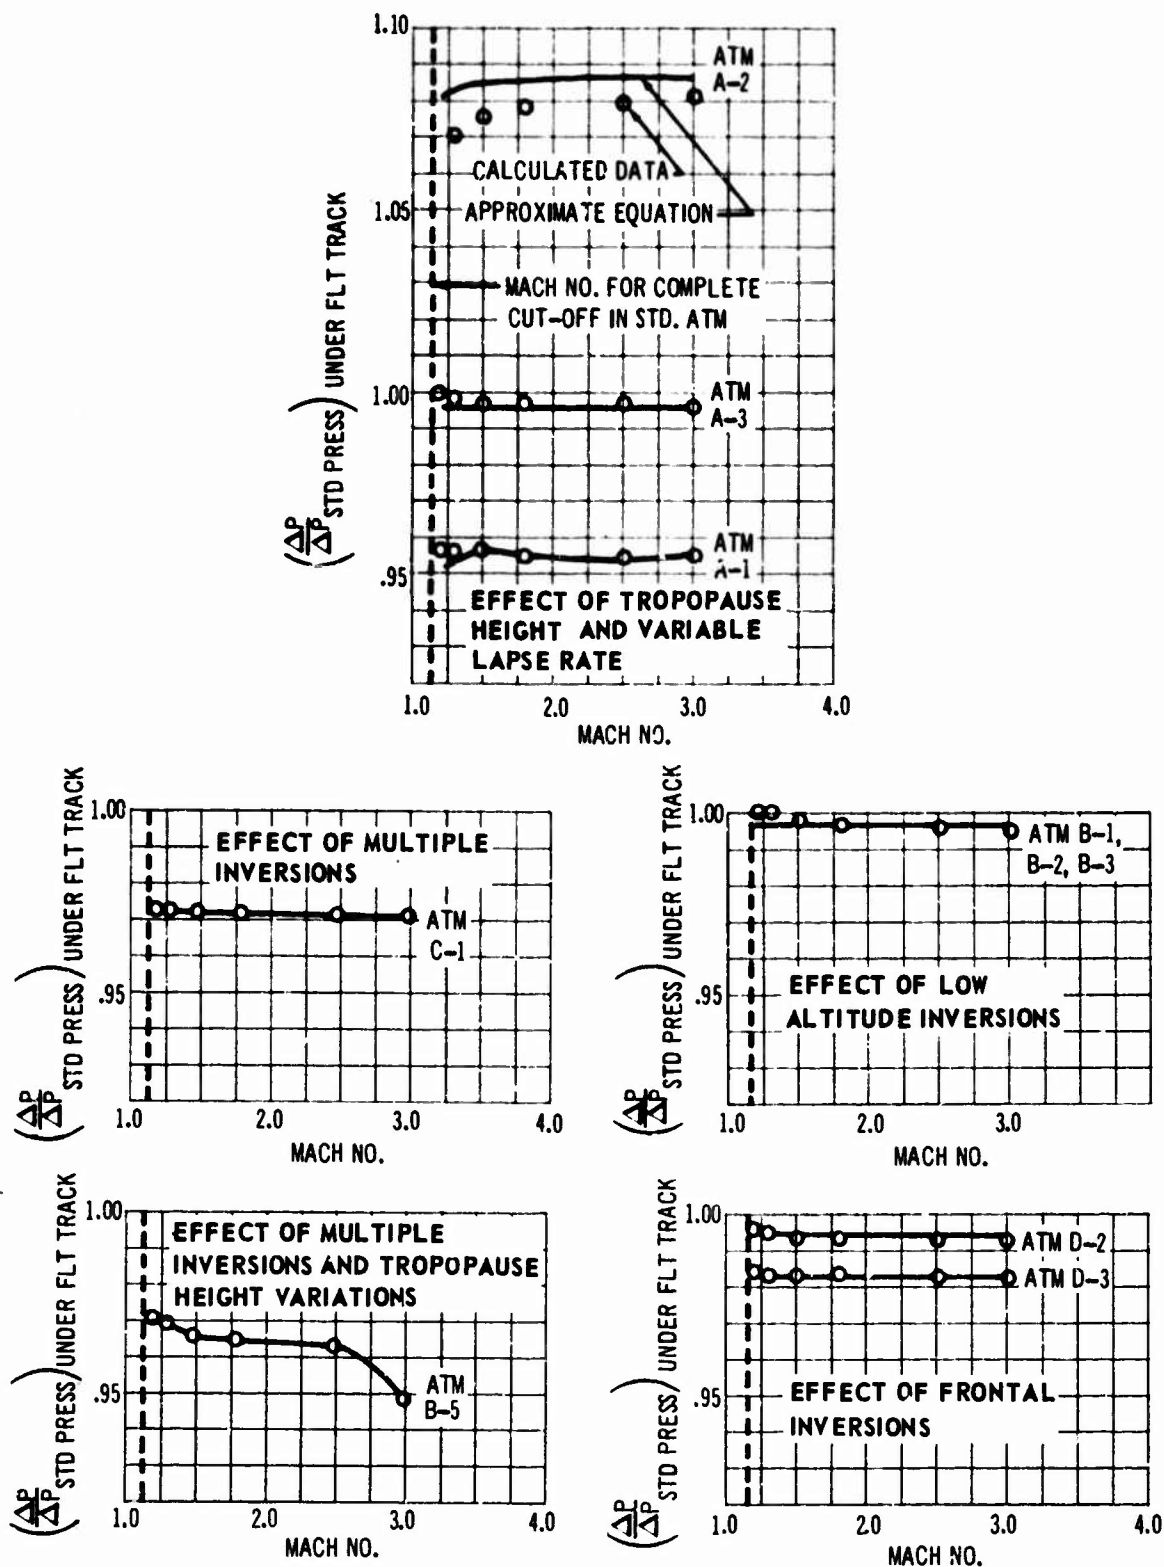 1.10
ATM
A-2
CALCULATED DATA
1.05
APPROXIMATE EQUATION
MACH NO. FOR COMPLETE
CUT-OFF IN STD. ATM
1.00
ATM
A-3
ATM
A-1
.95
EFFECT OF TROPOPAUSE
HEIGHT AND VARIABLE
LAPSE RATE
(ΔP/ΔP STD PRESS) UNDER FLT TRACK
1.0 2.0 3.0 4.0
MACH NO.
1.00
EFFECT OF MULTIPLE
INVERSIONS
ATM
C-1
.95
(ΔP/ΔP STD PRESS) UNDER FLT TRACK
1.0 2.0 3.0 4.0
MACH NO.
1.00
ATM B-1,
B-2, B-3
.95
EFFECT OF LOW
ALTITUDE INVERSIONS
(ΔP/ΔP STD PRESS) UNDER FLT TRACK
1.0 2.0 3.0
MACH NO.
1.00
EFFECT OF MULTIPLE
INVERSIONS AND TROPOPAUSE
HEIGHT VARIATIONS
.95
ATM
B-5
(ΔP/ΔP STD PRESS) UNDER FLT TRACK
1.0 2.0 3.0 4.0
MACH NO.
1.00
ATM D-2
ATM D-3
.95
EFFECT OF FRONTAL
INVERSIONS
(ΔP/ΔP STD PRESS) UNDER FLT TRACK
1.0 2.0 3.0 4.0
MACH NO.